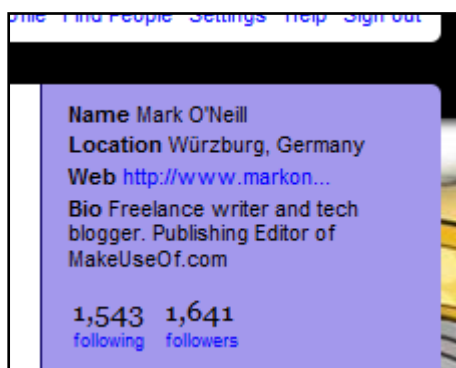 Find People Settings Help Sign out
Name Mark O'Neill
Location Würzburg, Germany
Web http://www.markon...
Bio Freelance writer and tech
blogger. Publishing Editor of
MakeUseOf.com
1,543 1,641
following followers